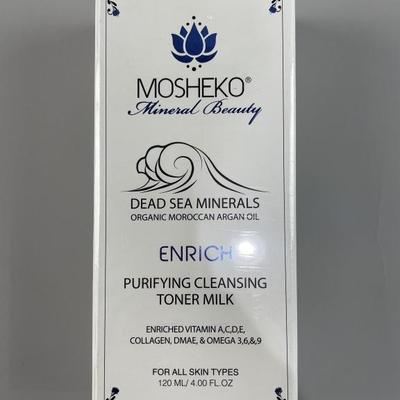 MOSHEKO®
Mineral Beauty
DEAD SEA MINERALS
ORGANIC MOROCCAN ARGAN OIL
ENRICH
PURIFYING CLEANSING
TONER MILK
ENRICHED VITAMIN A,C,D,E,
COLLAGEN, DMAE, & OMEGA 3,6,&9
FOR ALL SKIN TYPES
120 ML/ 4.00 FL.OZ